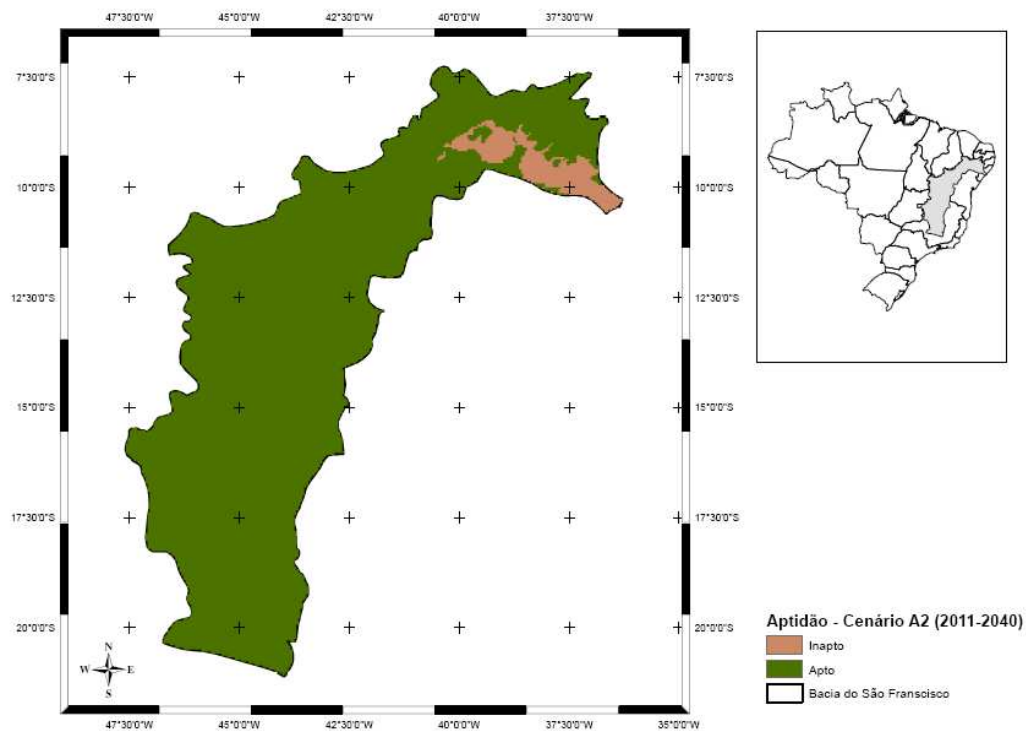 47°30'0"W 45°0'0"W 42°30'0"W 40°0'0"W 37°30'0"W 35°0'0"W
7°30'0"S 7°30'0"S
10°0'0"S 10°0'0"S
12°30'0"S 12°30'0"S
15°0'0"S 15°0'0"S
17°30'0"S 17°30'0"S
20°0'0"S 20°0'0"S
N
W E
S
47°30'0"W 45°0'0"W 42°30'0"W 40°0'0"W 37°30'0"W 35°0'0"W
Aptidão - Cenário A2 (2011-2040)
Inapto
Apto
Bacia do São Franscisco